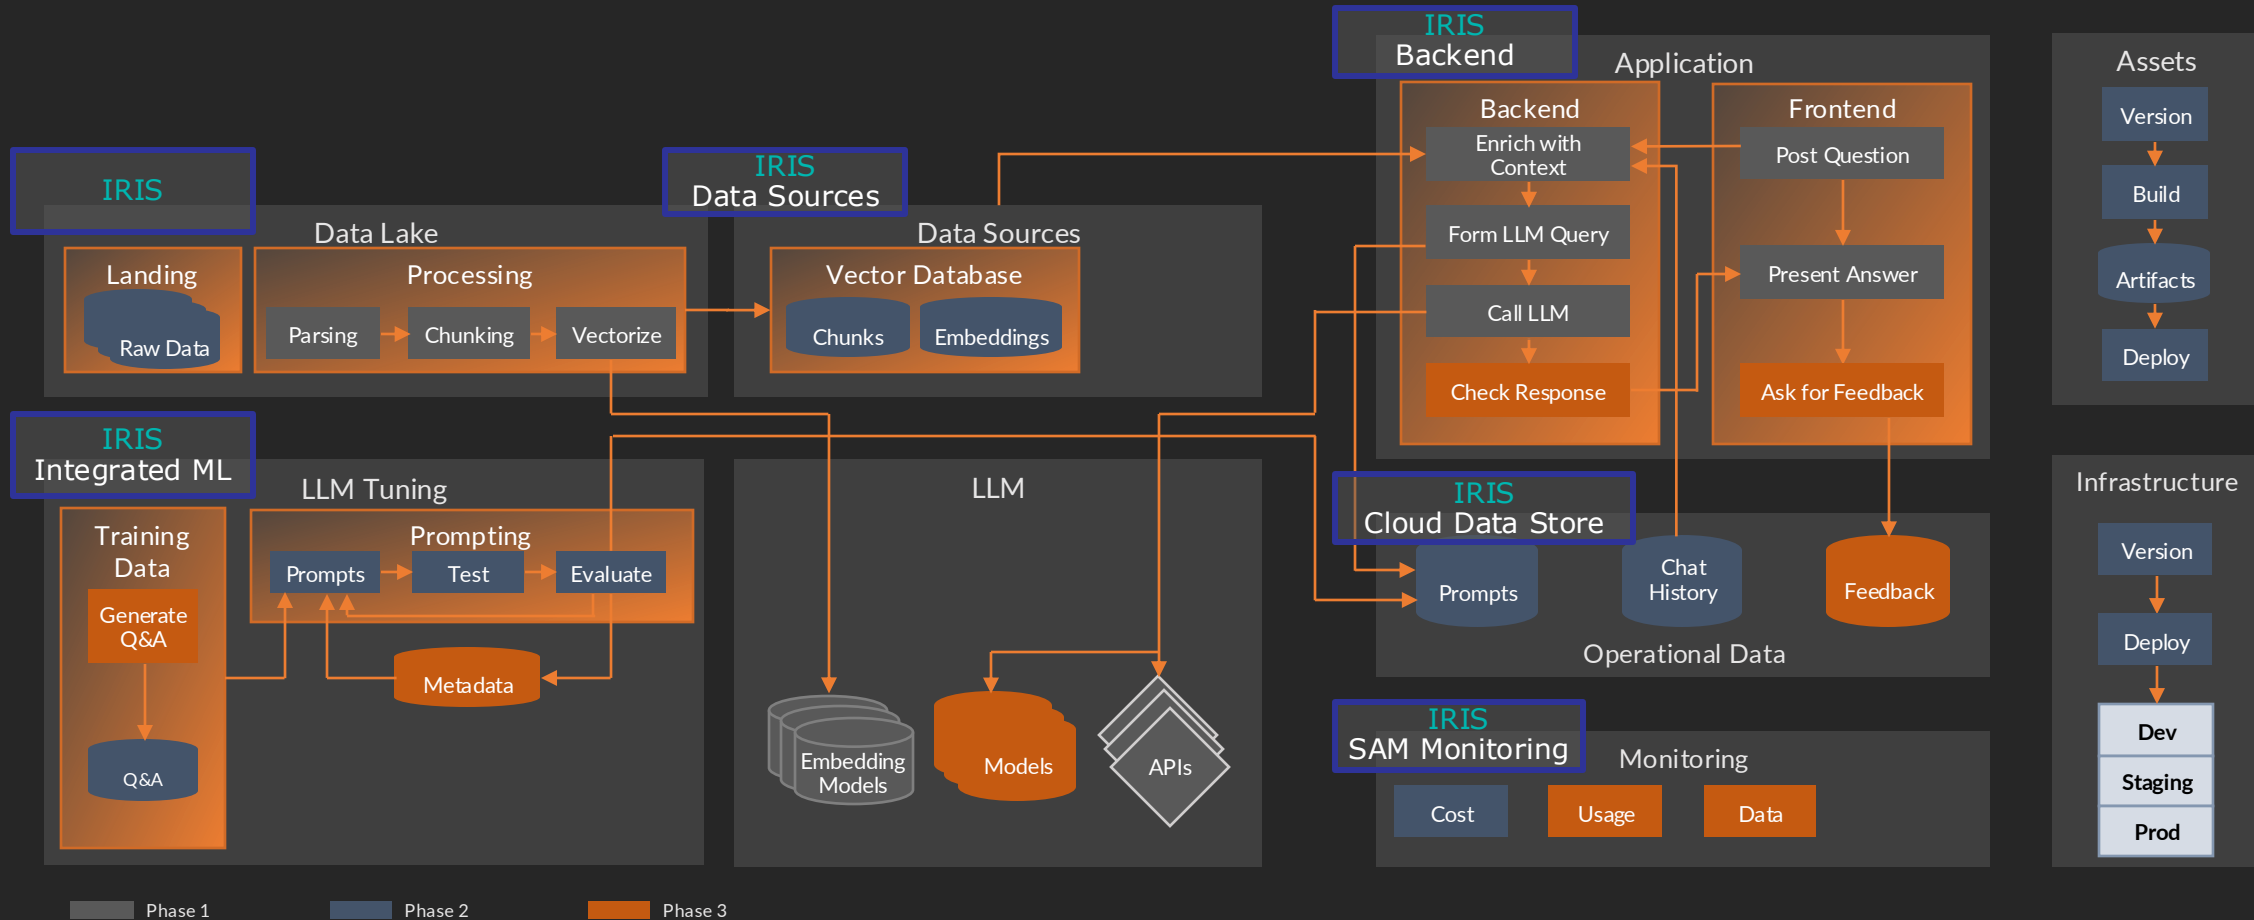 IRIS
Data Lake
Landing
Raw Data
Processing
Parsing
Chunking
Vectorize
IRIS
Data Sources
Data Sources
Vector Database
Chunks
Embeddings
IRIS
Backend
Application
Backend
Enrich with
Context
Form LLM Query
Call LLM
Check Response
Frontend
Post Question
Present Answer
Ask for Feedback
Assets
Version
Build
Artifacts
Deploy
IRIS
Integrated ML
LLM Tuning
Training
Data
Generate
Q&A
Q&A
Prompting
Prompts
Test
Evaluate
Metadata
LLM
Embedding
Models
Models
APIs
IRIS
Cloud Data Store
Prompts
Chat
History
Feedback
Operational Data
IRIS
SAM Monitoring
Monitoring
Cost
Usage
Data
Infrastructure
Version
Deploy
Dev
Staging
Prod
Phase 1
Phase 2
Phase 3